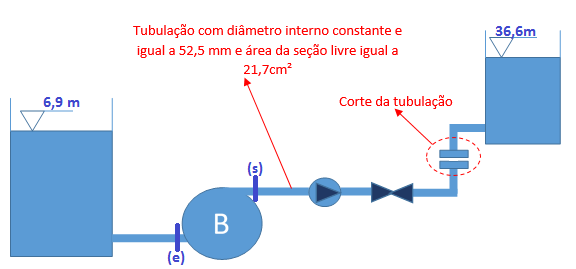 Tubulação com diâmetro interno constante e
igual a 52,5 mm e área da seção livre igual a
21,7cm²
36,6m
6,9 m
Corte da tubulação
(s)
B
(e)